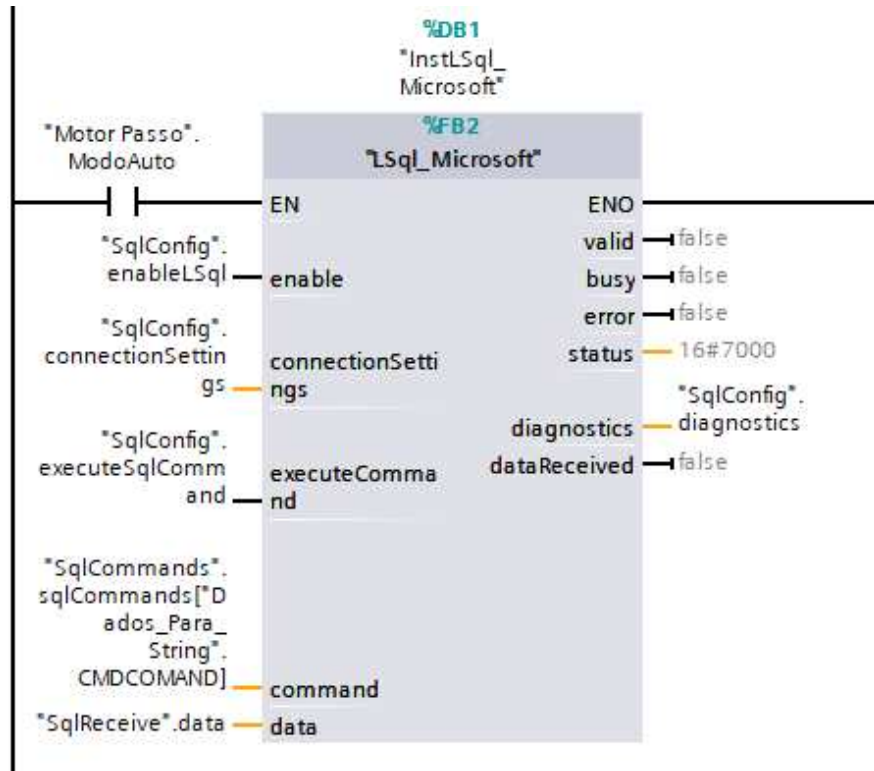 %DB1
"InstLSql_
Microsoft"
%FB2
"LSql_Microsoft"
"Motor Passo".
ModoAuto
EN
ENO
valid
false
"SqlConfig".
enableLSql
enable
busy
false
error
false
"SqlConfig".
connectionSettin
gs
connectionSetti
ngs
status
16#7000
"SqlConfig".
diagnostics
diagnostics
"SqlConfig".
executeSqlComm
and
executeComma
nd
dataReceived
false
"SqlCommands".
sqlCommands["D
ados_Para_
String".
CMDCOMAND]
command
"SqlReceive".data
data